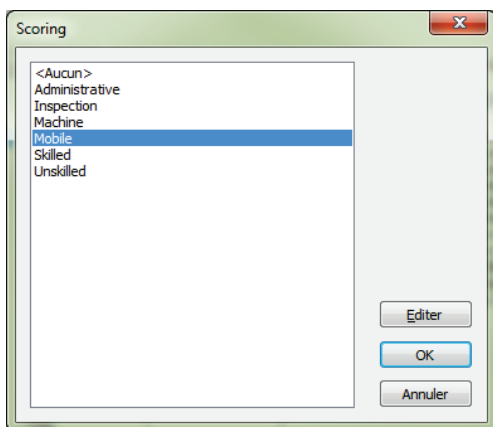 Scoring
<Aucun>
Administrative
Inspection
Machine
Mobile
Skilled
Unskilled
Editer
OK
Annuler